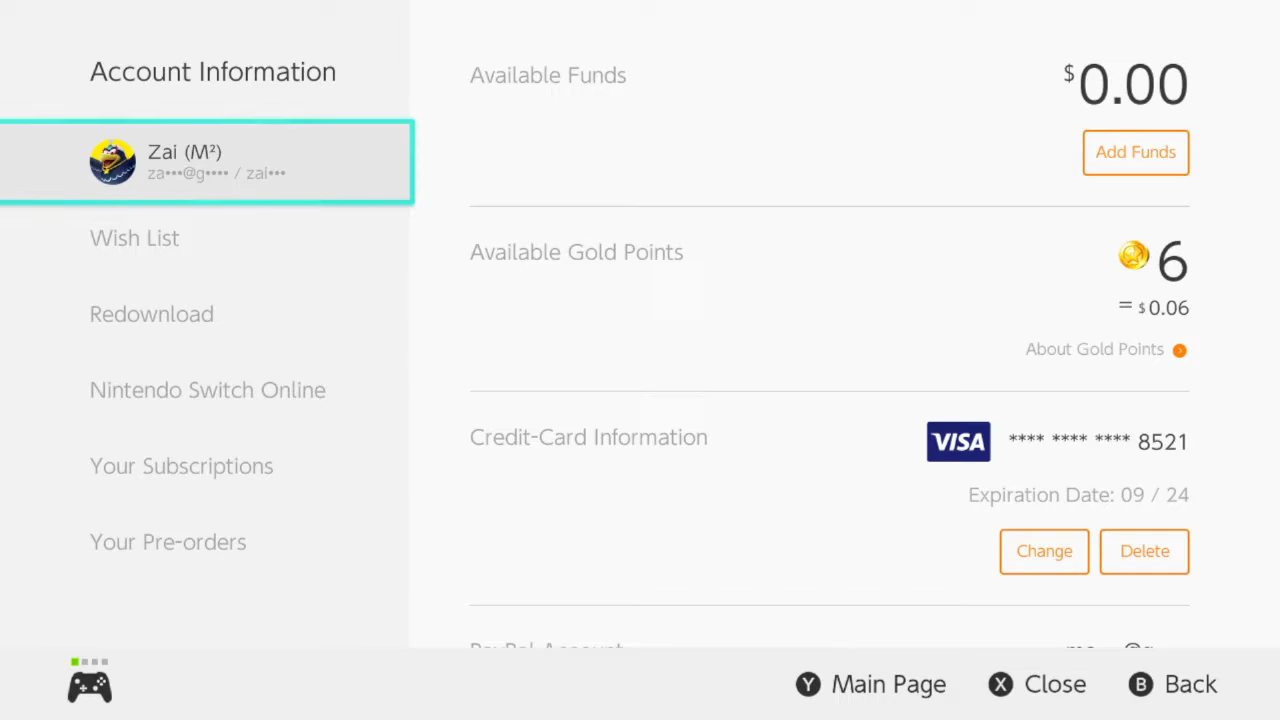 Account Information
Zai (M²)
za•••@g•••• / zai•••
Wish List
Redownload
Nintendo Switch Online
Your Subscriptions
Your Pre-orders
Available Funds
$0.00
Add Funds
Available Gold Points
6
= $0.06
About Gold Points
Credit-Card Information
VISA **** **** **** 8521
Expiration Date: 09 / 24
Change Delete
PayPal Account
Y Main Page X Close B Back